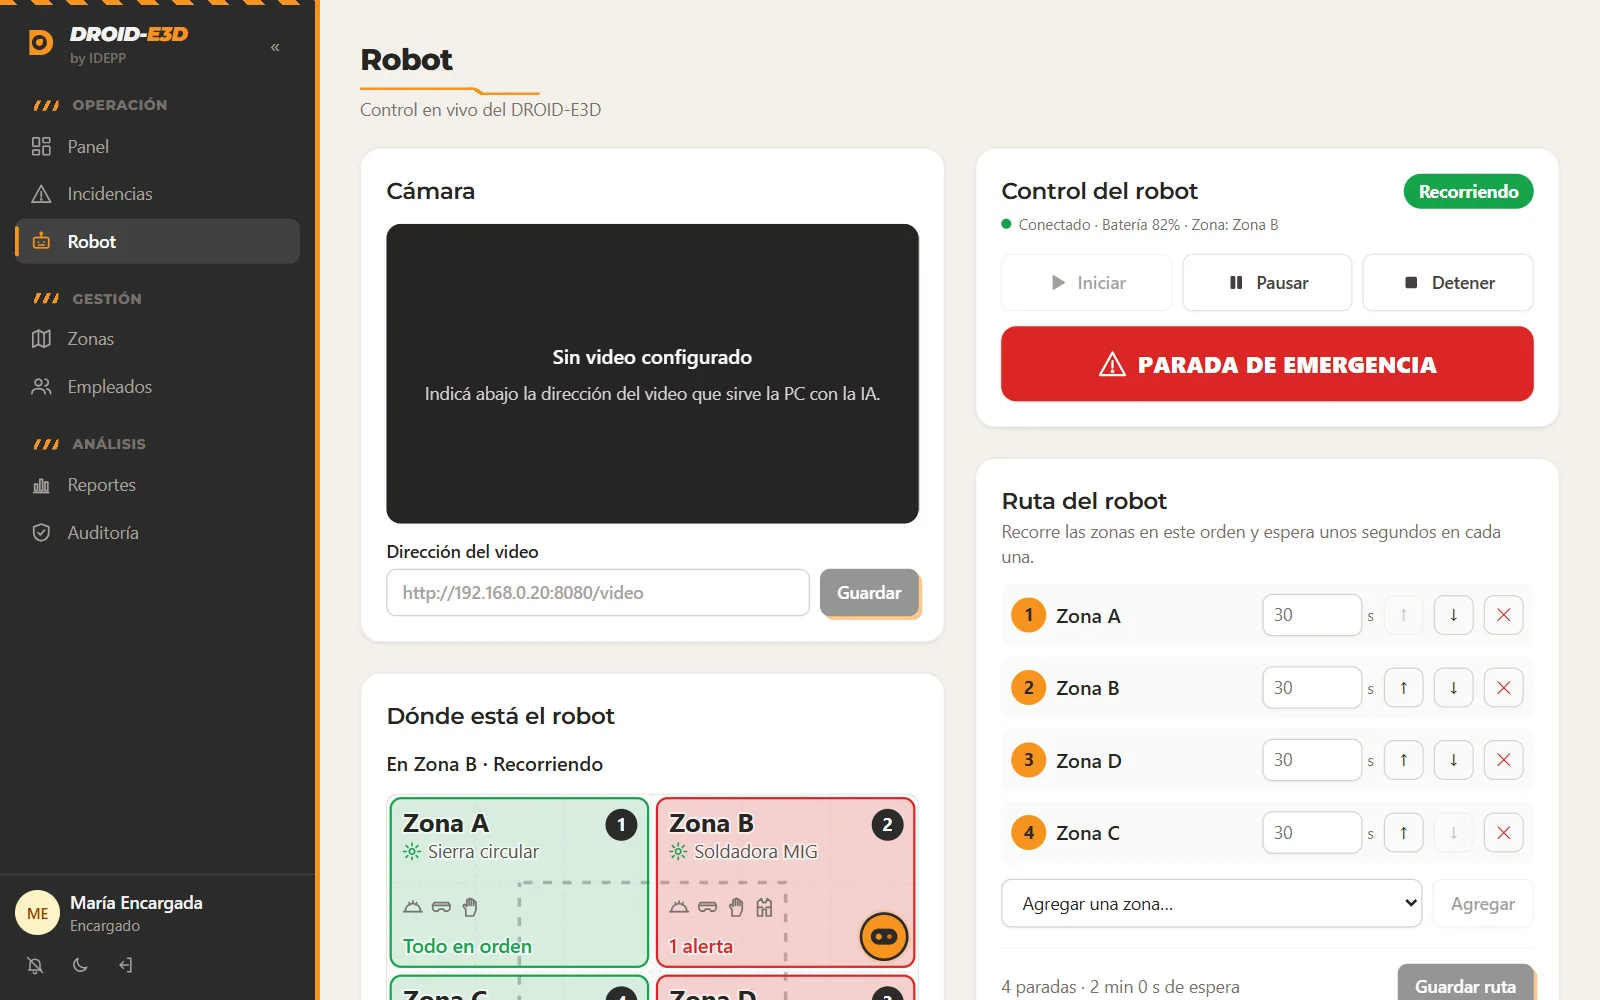 DROID-E3D
by IDEPP
«
OPERACIÓN
Panel
Incidencias
Robot
GESTIÓN
Zonas
Empleados
ANÁLISIS
Reportes
Auditoría
ME
María Encargada
Encargado
Robot
Control en vivo del DROID-E3D
Cámara
Sin video configurado
Indicá abajo la dirección del video que sirve la PC con la IA.
Dirección del video
http://192.168.0.20:8080/video
Guardar
Dónde está el robot
En Zona B · Recorriendo
Zona A
1
Sierra circular
Todo en orden
Zona B
2
Soldadora MIG
1 alerta
Zona C
4
Zona D
3
Control del robot
Recorriendo
Conectado · Batería 82% · Zona: Zona B
Iniciar
Pausar
Detener
PARADA DE EMERGENCIA
Ruta del robot
Recorre las zonas en este orden y espera unos segundos en cada
una.
1 Zona A 30 s ↑ ↓ ×
2 Zona B 30 s ↑ ↓ ×
3 Zona D 30 s ↑ ↓ ×
4 Zona C 30 s ↑ ↓ ×
Agregar una zona...
Agregar
4 paradas · 2 min 0 s de espera
Guardar ruta